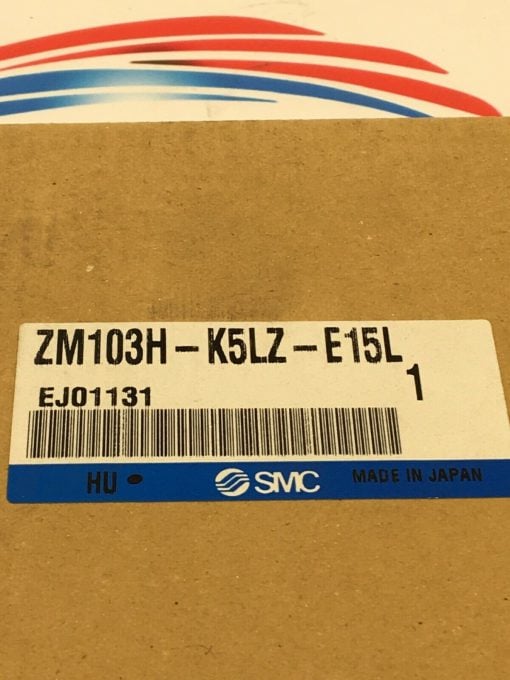 ZM103H-K5LZ-E15L
1
EJ01131
HU • SMC MADE IN JAPAN